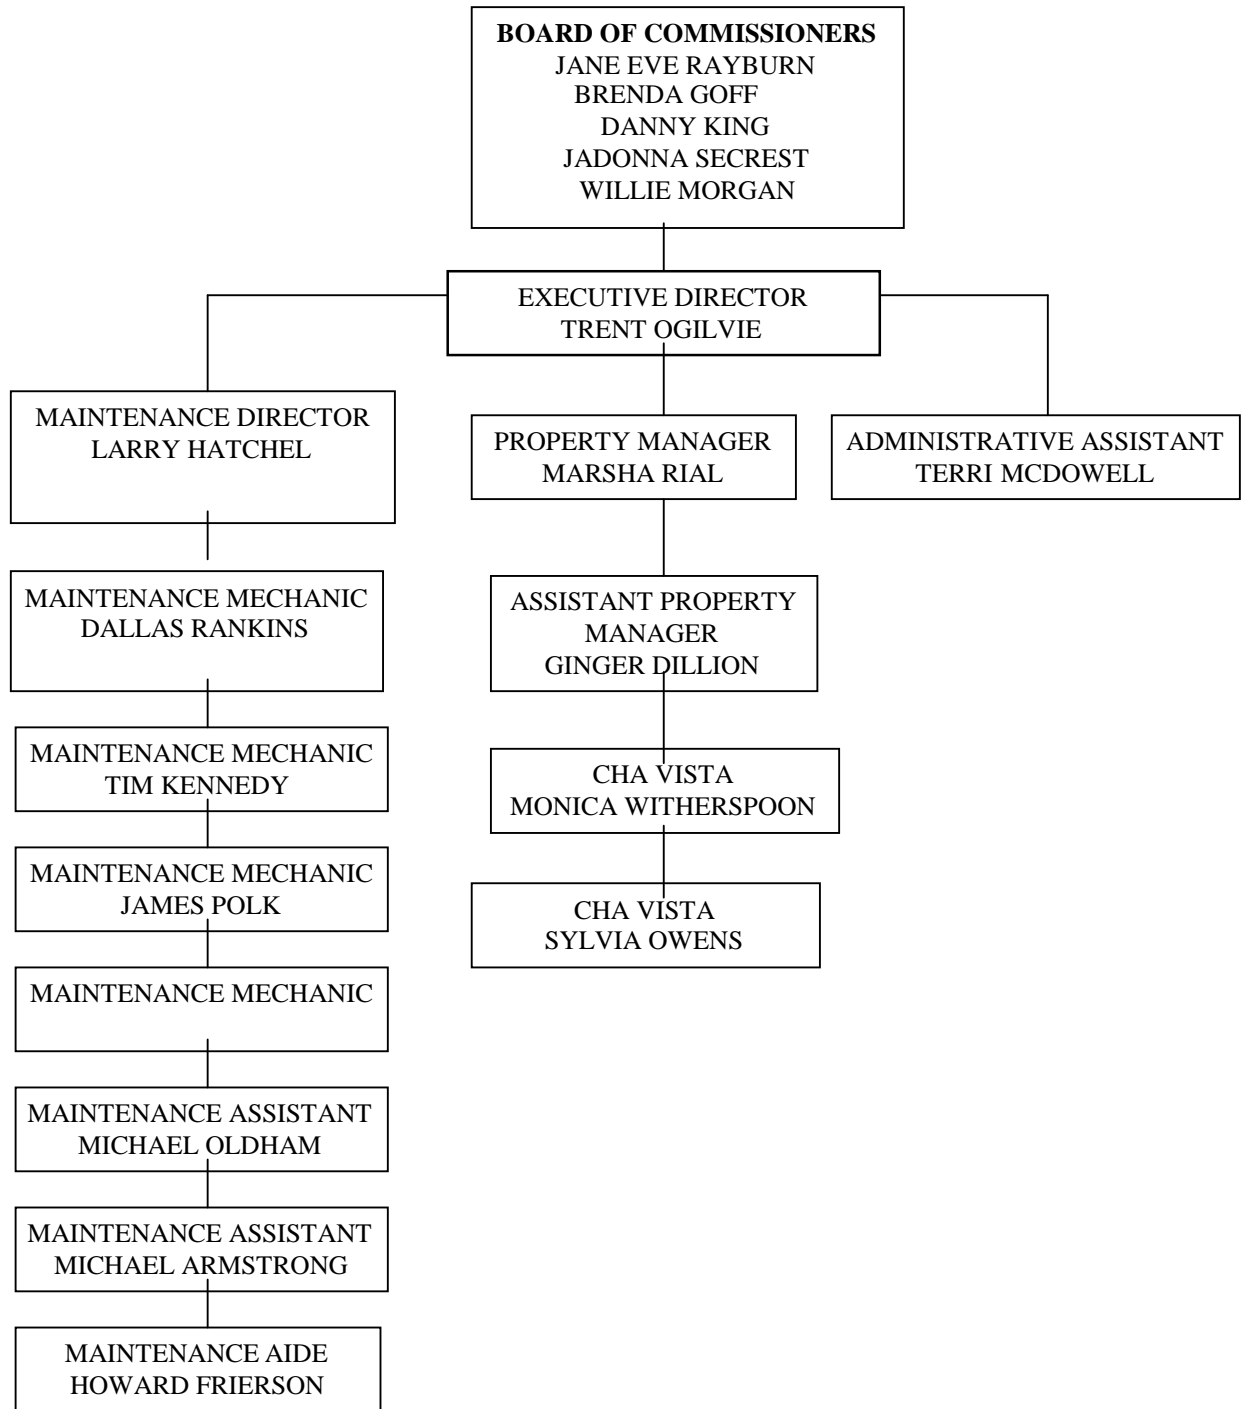 BOARD OF COMMISSIONERS
JANE EVE RAYBURN
BRENDA GOFF
DANNY KING
JADONNA SECREST
WILLIE MORGAN
EXECUTIVE DIRECTOR
TRENT OGILVIE
MAINTENANCE DIRECTOR
LARRY HATCHEL
PROPERTY MANAGER
MARSHA RIAL
ADMINISTRATIVE ASSISTANT
TERRI MCDOWELL
MAINTENANCE MECHANIC
DALLAS RANKINS
ASSISTANT PROPERTY
MANAGER
GINGER DILLION
MAINTENANCE MECHANIC
TIM KENNEDY
CHA VISTA
MONICA WITHERSPOON
MAINTENANCE MECHANIC
JAMES POLK
CHA VISTA
SYLVIA OWENS
MAINTENANCE MECHANIC
MAINTENANCE ASSISTANT
MICHAEL OLDHAM
MAINTENANCE ASSISTANT
MICHAEL ARMSTRONG
MAINTENANCE AIDE
HOWARD FRIERSON